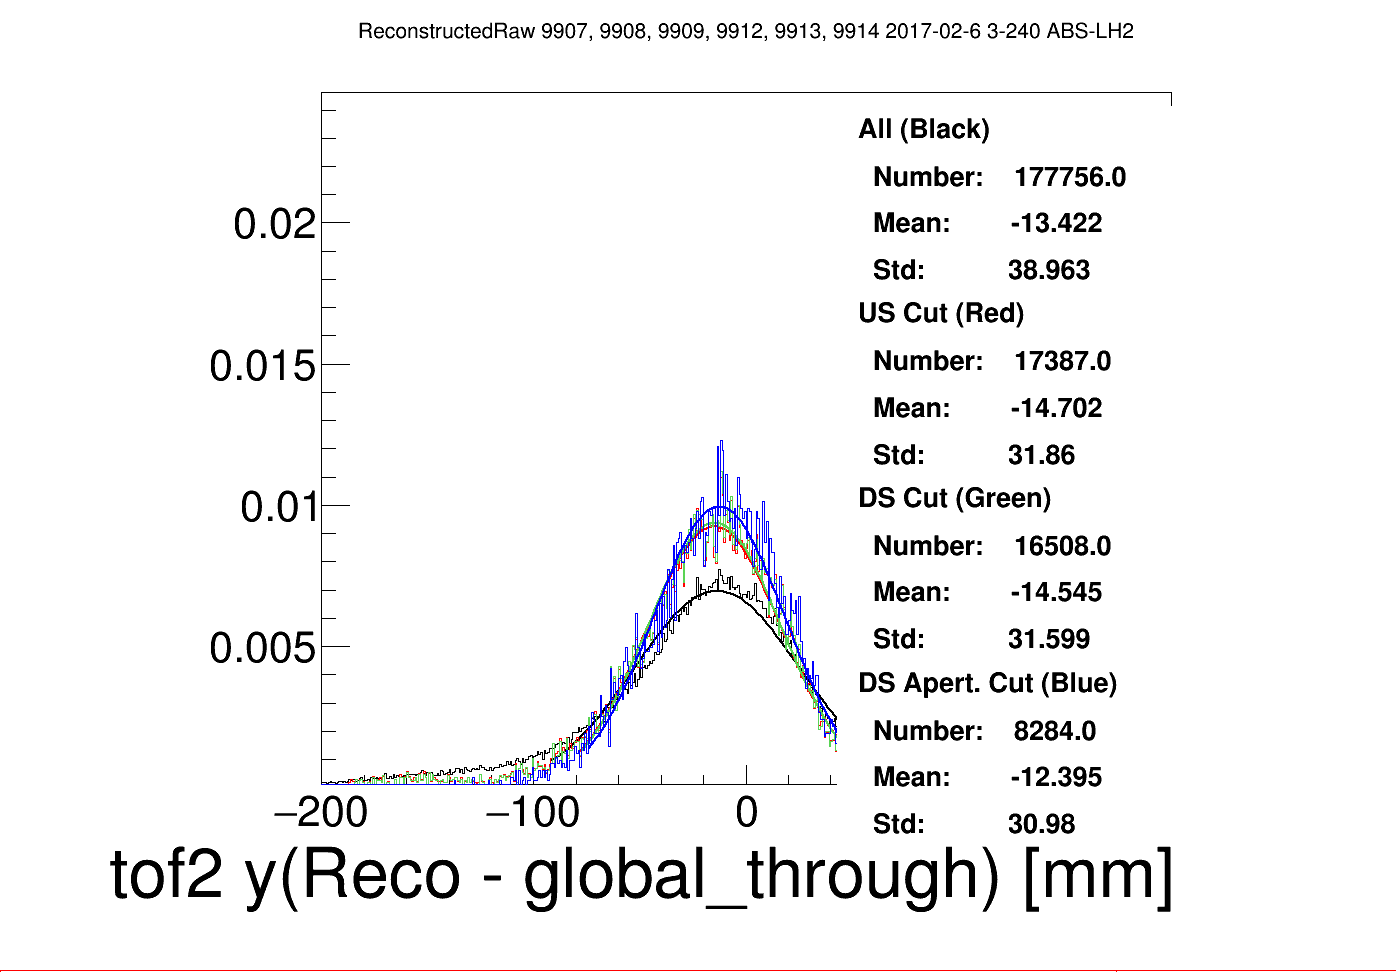 ReconstructedRaw 9907, 9908, 9909, 9912, 9913, 9914 2017-02-6 3-240 ABS-LH2
All (Black)
Number: 177756.0
Mean: -13.422
Std: 38.963
US Cut (Red)
Number: 17387.0
Mean: -14.702
Std: 31.86
DS Cut (Green)
Number: 16508.0
Mean: -14.545
Std: 31.599
DS Apert. Cut (Blue)
Number: 8284.0
Mean: -12.395
Std: 30.98
0.02
0.015
0.01
0.005
−200 −100 0
tof2 y(Reco - global_through) [mm]